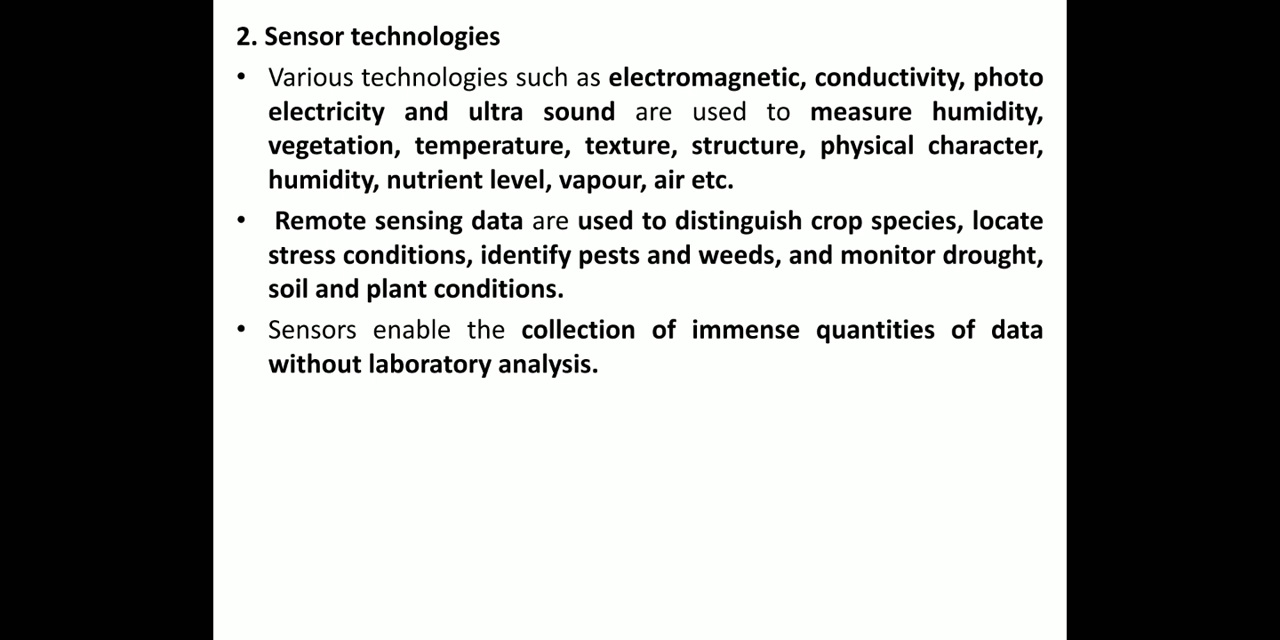 2. Sensor technologies
• Various technologies such as electromagnetic, conductivity, photo
electricity and ultra sound are used to measure humidity,
vegetation, temperature, texture, structure, physical character,
humidity, nutrient level, vapour, air etc.
• Remote sensing data are used to distinguish crop species, locate
stress conditions, identify pests and weeds, and monitor drought,
soil and plant conditions.
• Sensors enable the collection of immense quantities of data
without laboratory analysis.